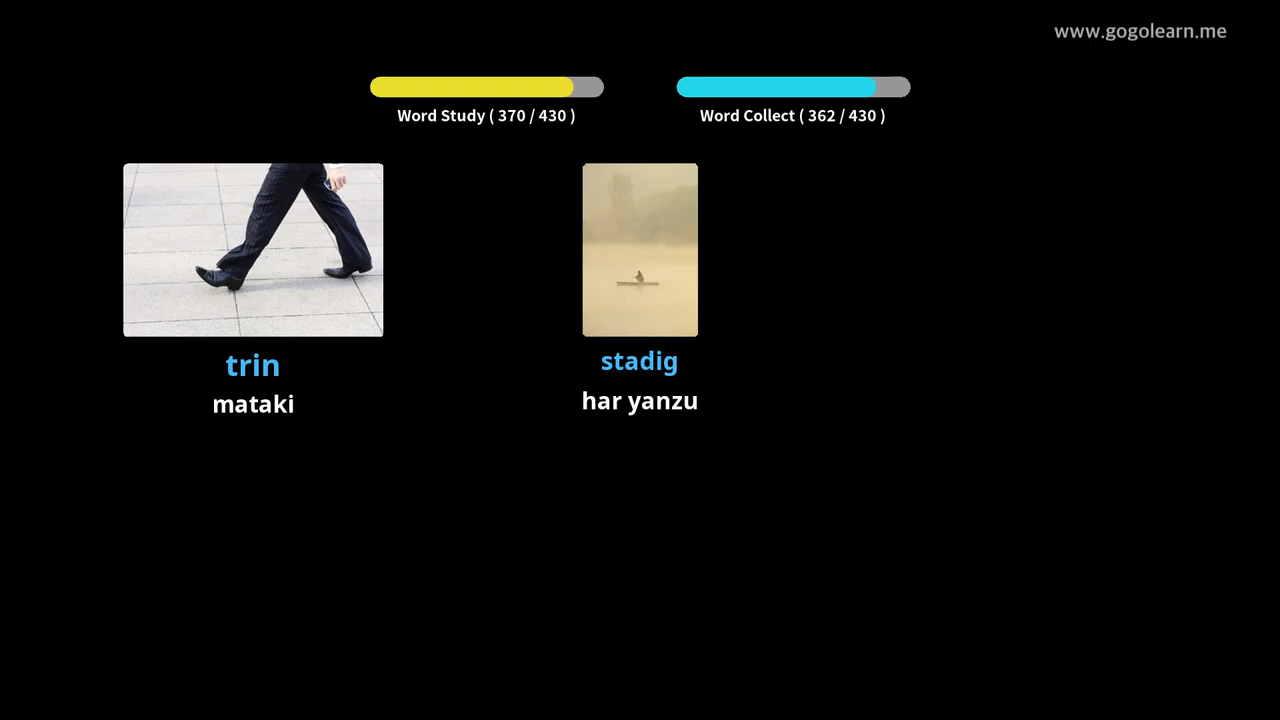 www.gogolearn.me
Word Study ( 370 / 430 )
Word Collect ( 362 / 430 )
trin
mataki
stadig
har yanzu